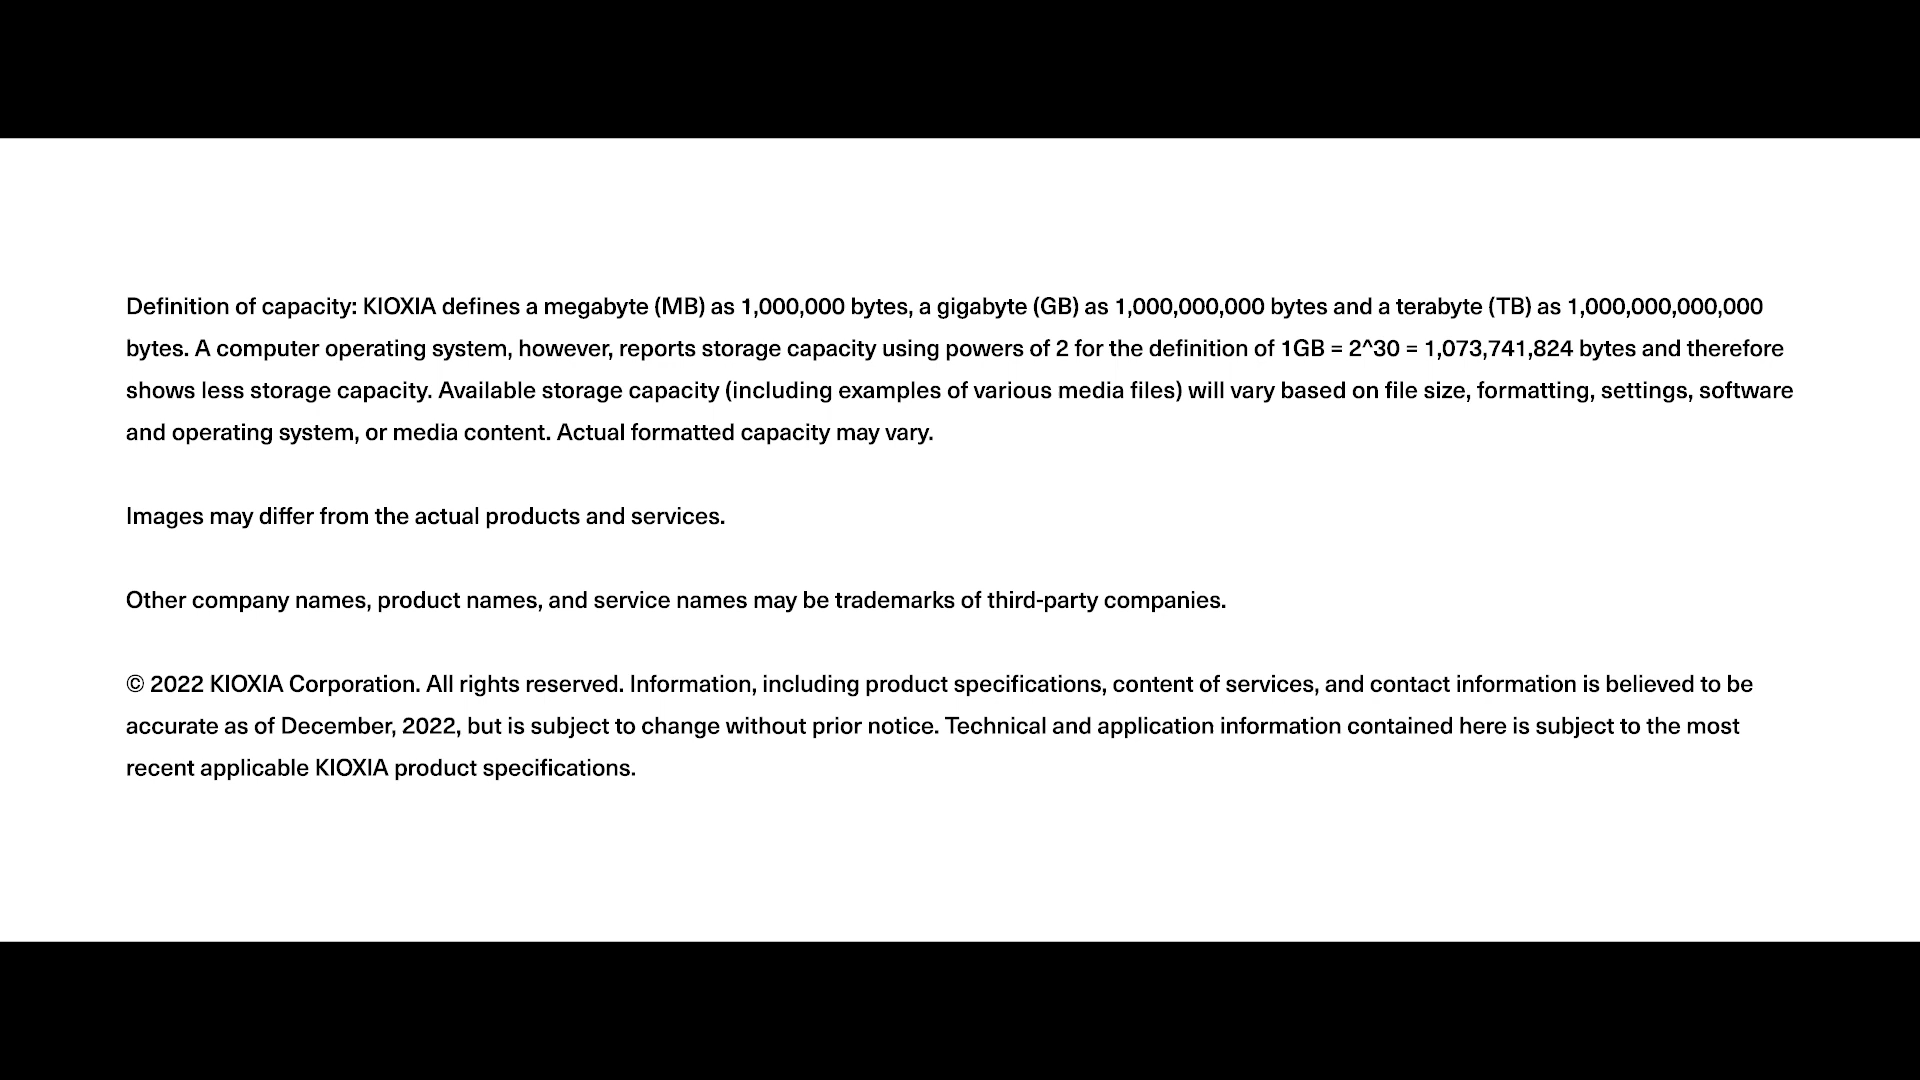 Definition of capacity: KIOXIA defines a megabyte (MB) as 1,000,000 bytes, a gigabyte (GB) as 1,000,000,000 bytes and a terabyte (TB) as 1,000,000,000,000
bytes. A computer operating system, however, reports storage capacity using powers of 2 for the definition of 1GB = 2^30 = 1,073,741,824 bytes and therefore
shows less storage capacity. Available storage capacity (including examples of various media files) will vary based on file size, formatting, settings, software
and operating system, or media content. Actual formatted capacity may vary.
Images may differ from the actual products and services.
Other company names, product names, and service names may be trademarks of third-party companies.
© 2022 KIOXIA Corporation. All rights reserved. Information, including product specifications, content of services, and contact information is believed to be
accurate as of December, 2022, but is subject to change without prior notice. Technical and application information contained here is subject to the most
recent applicable KIOXIA product specifications.